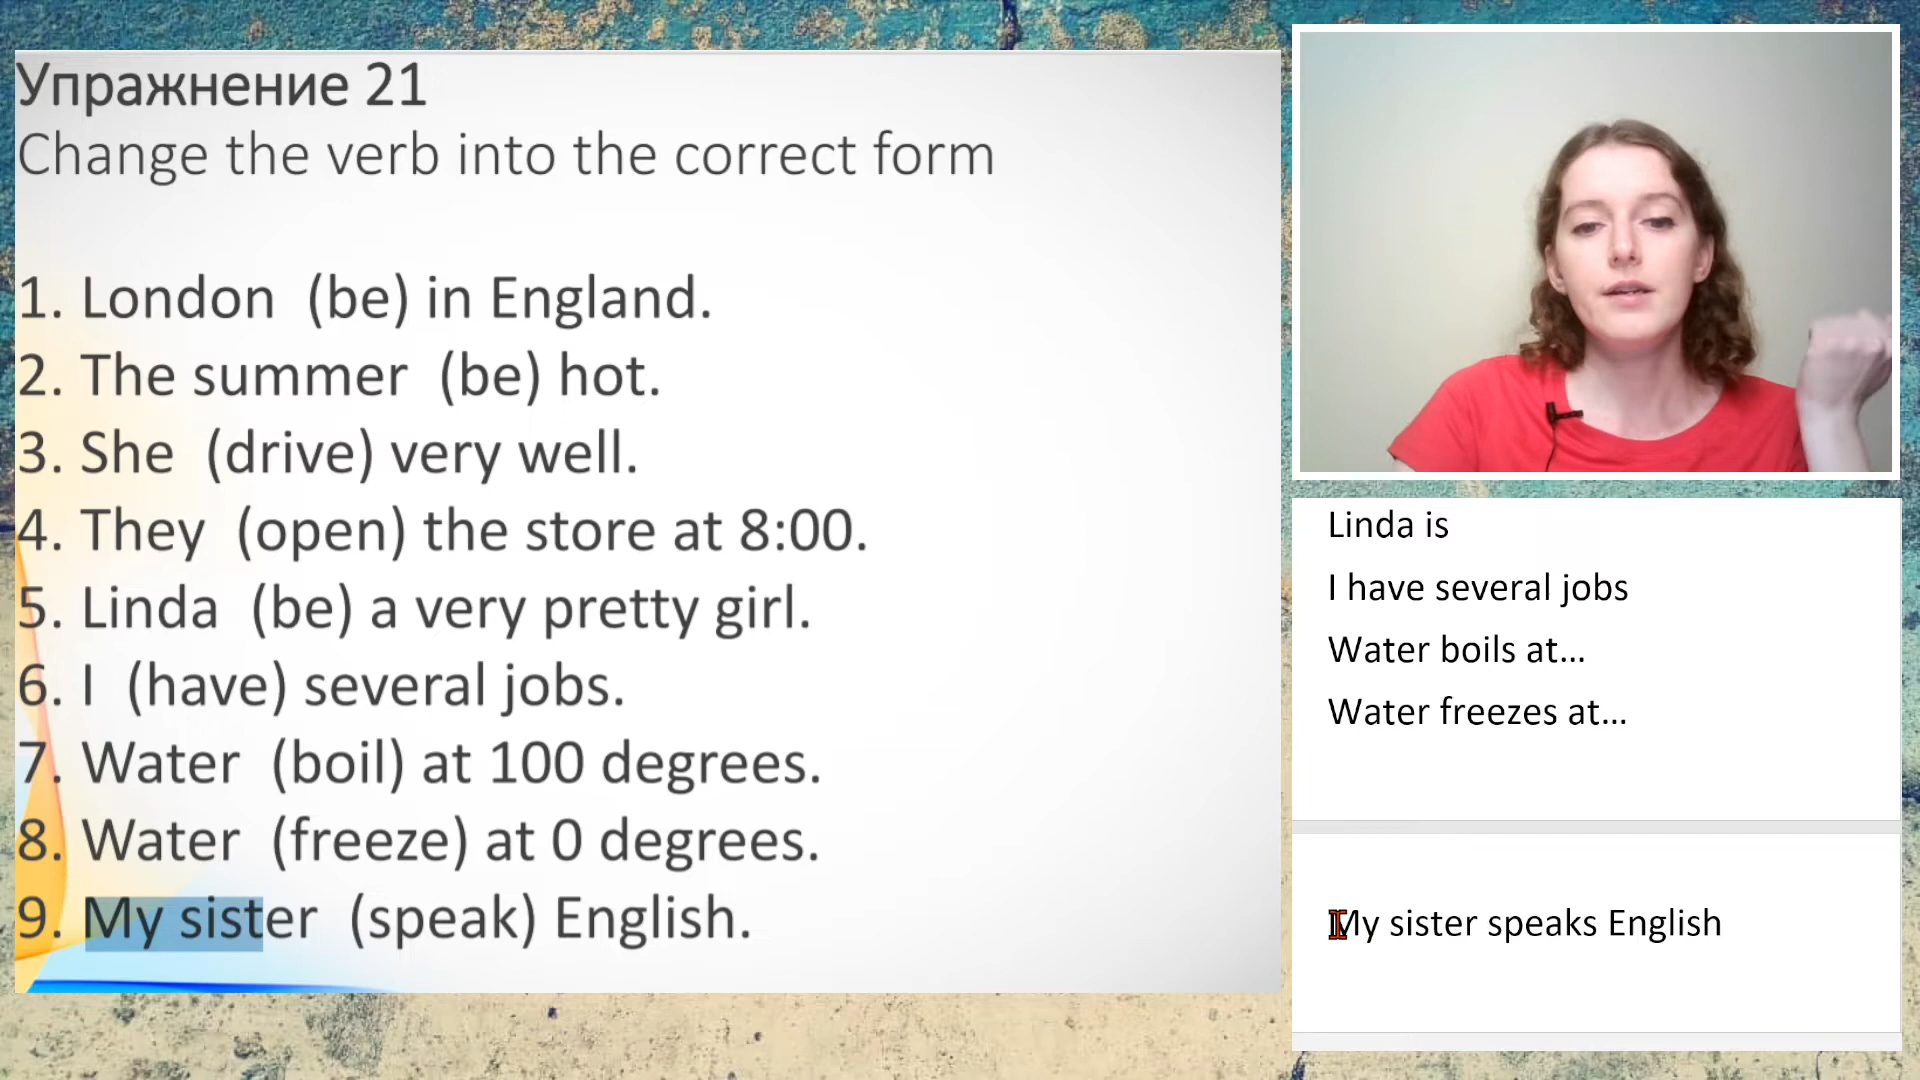 Упражнение 21
Change the verb into the correct form
1. London (be) in England.
2. The summer (be) hot.
3. She (drive) very well.
4. They (open) the store at 8:00.
5. Linda (be) a very pretty girl.
6. I (have) several jobs.
7. Water (boil) at 100 degrees.
8. Water (freeze) at 0 degrees.
9. My sister (speak) English.
Linda is
I have several jobs
Water boils at...
Water freezes at...
My sister speaks English